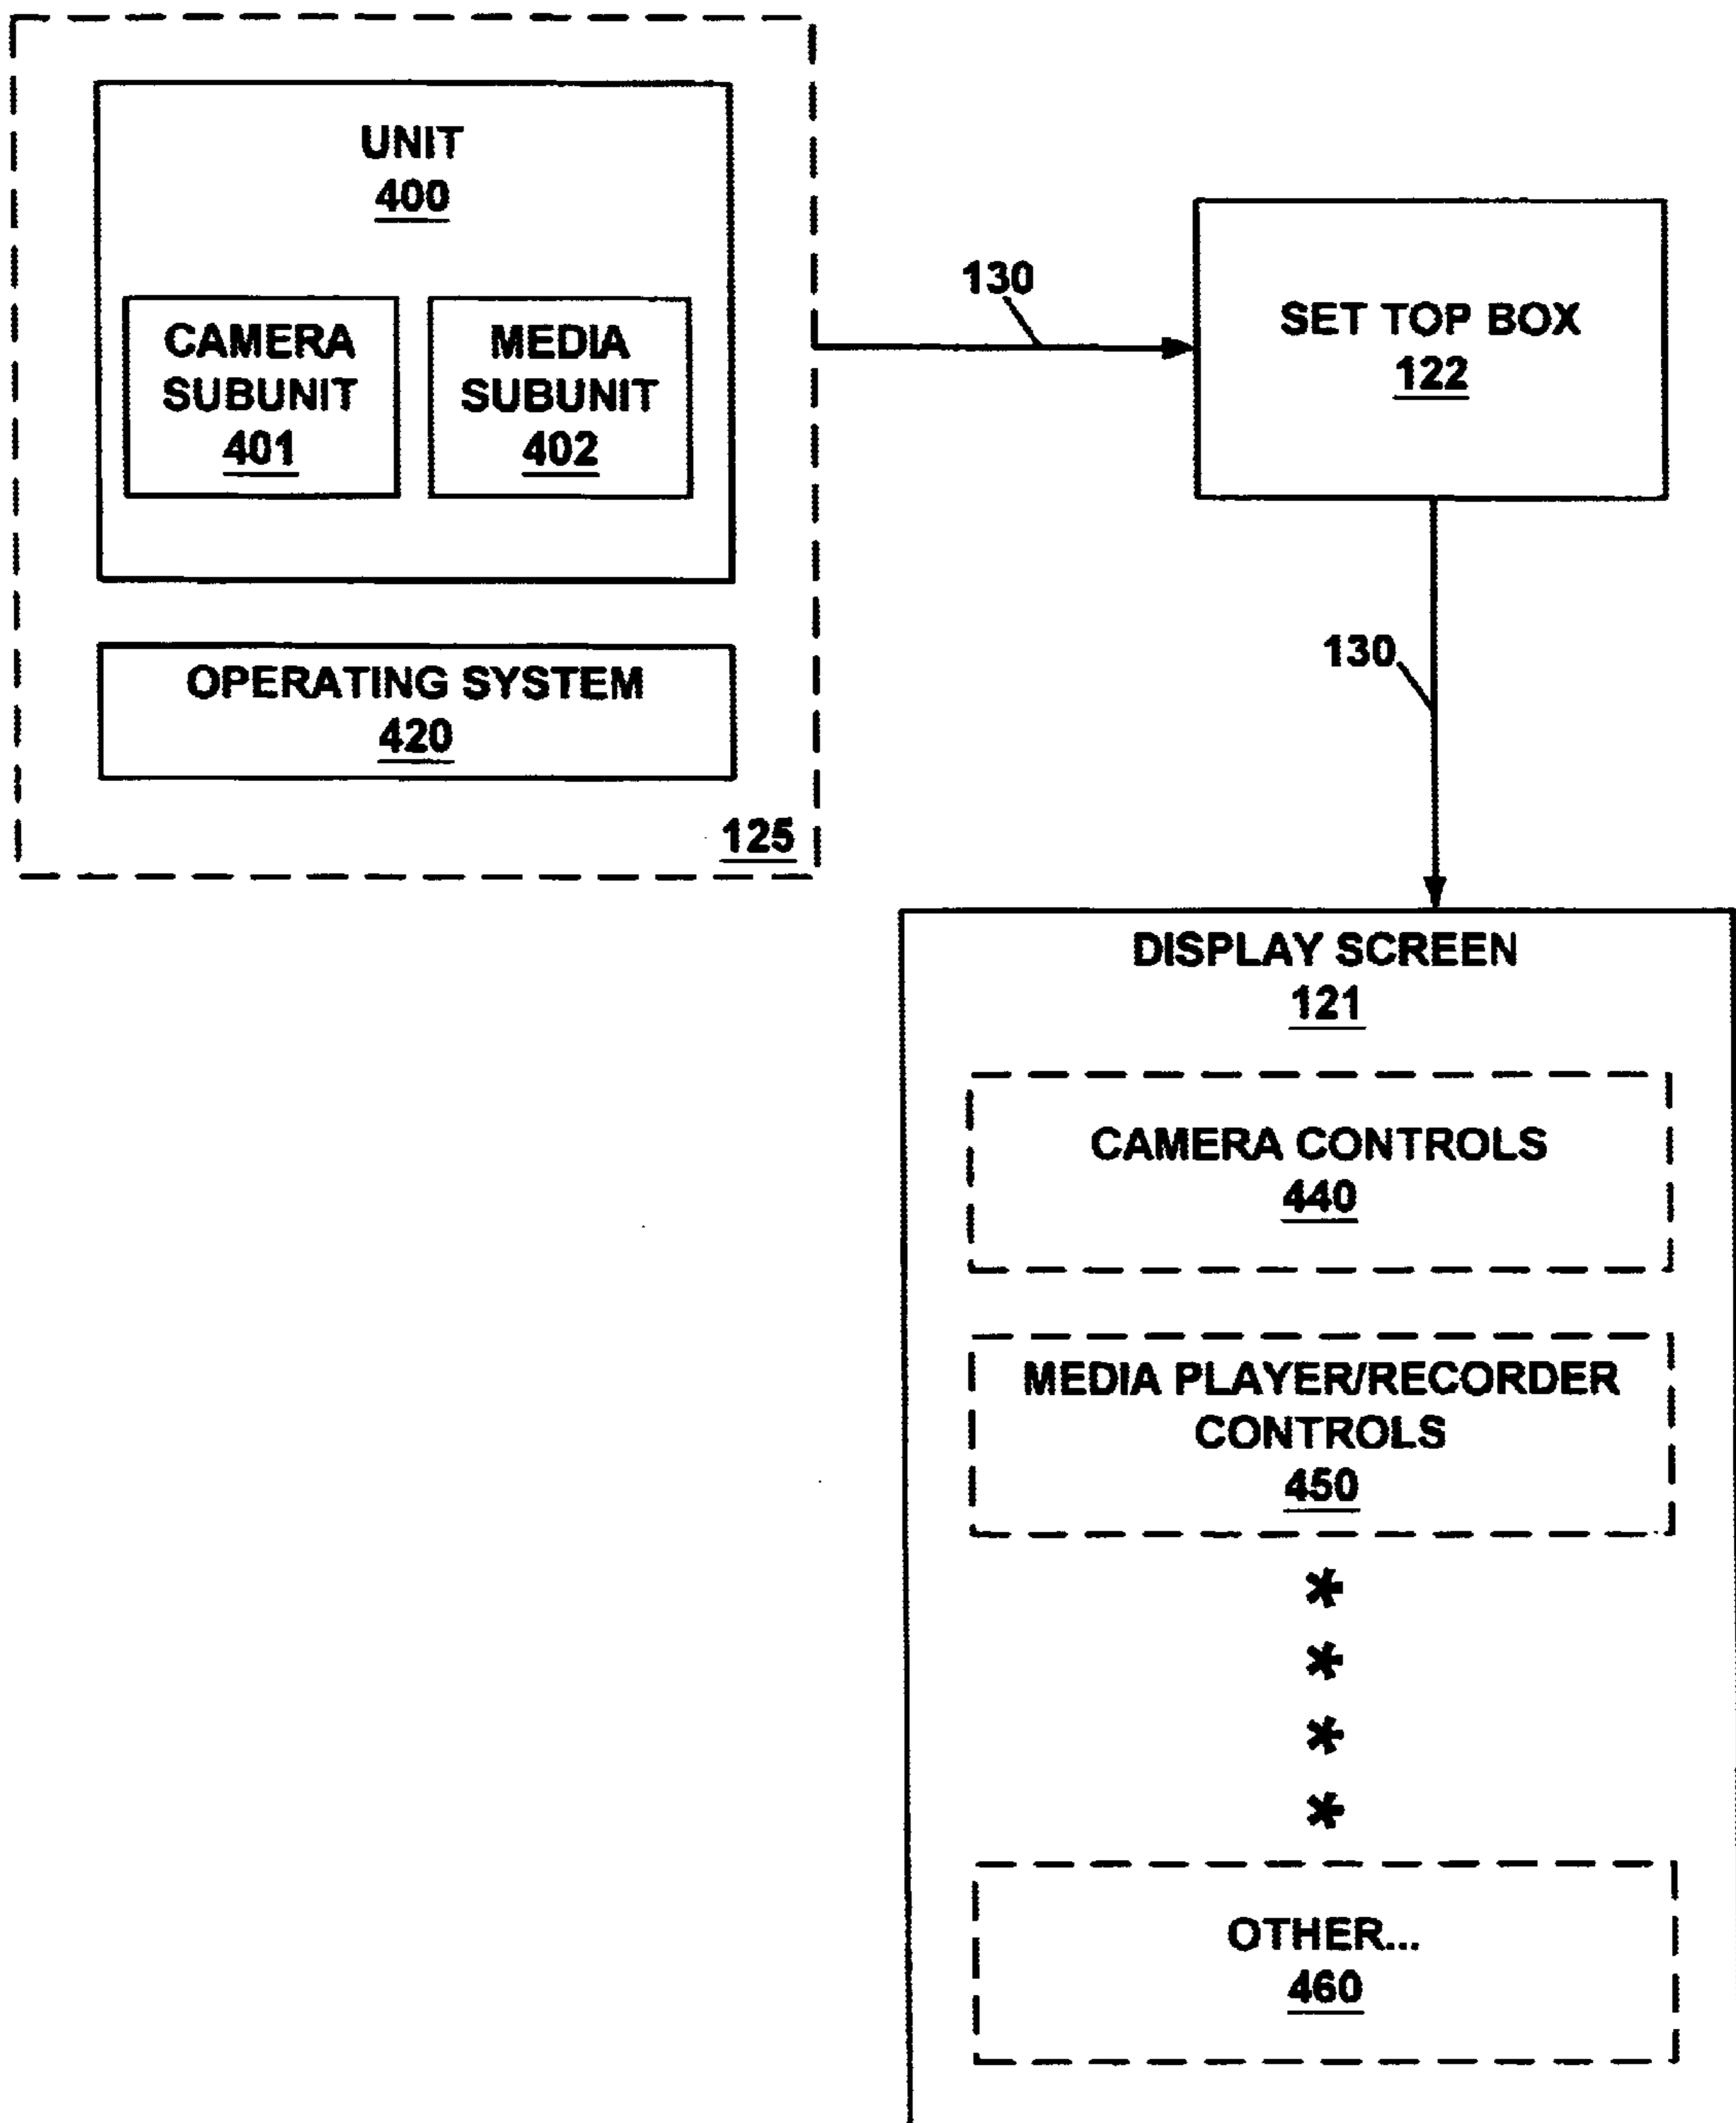 UNIT
400
CAMERA
SUBUNIT
401
MEDIA
SUBUNIT
402
OPERATING SYSTEM
420
125
130
SET TOP BOX
122
130
DISPLAY SCREEN
121
CAMERA CONTROLS
440
MEDIA PLAYER/RECORDER
CONTROLS
450
*
*
*
*
OTHER...
460